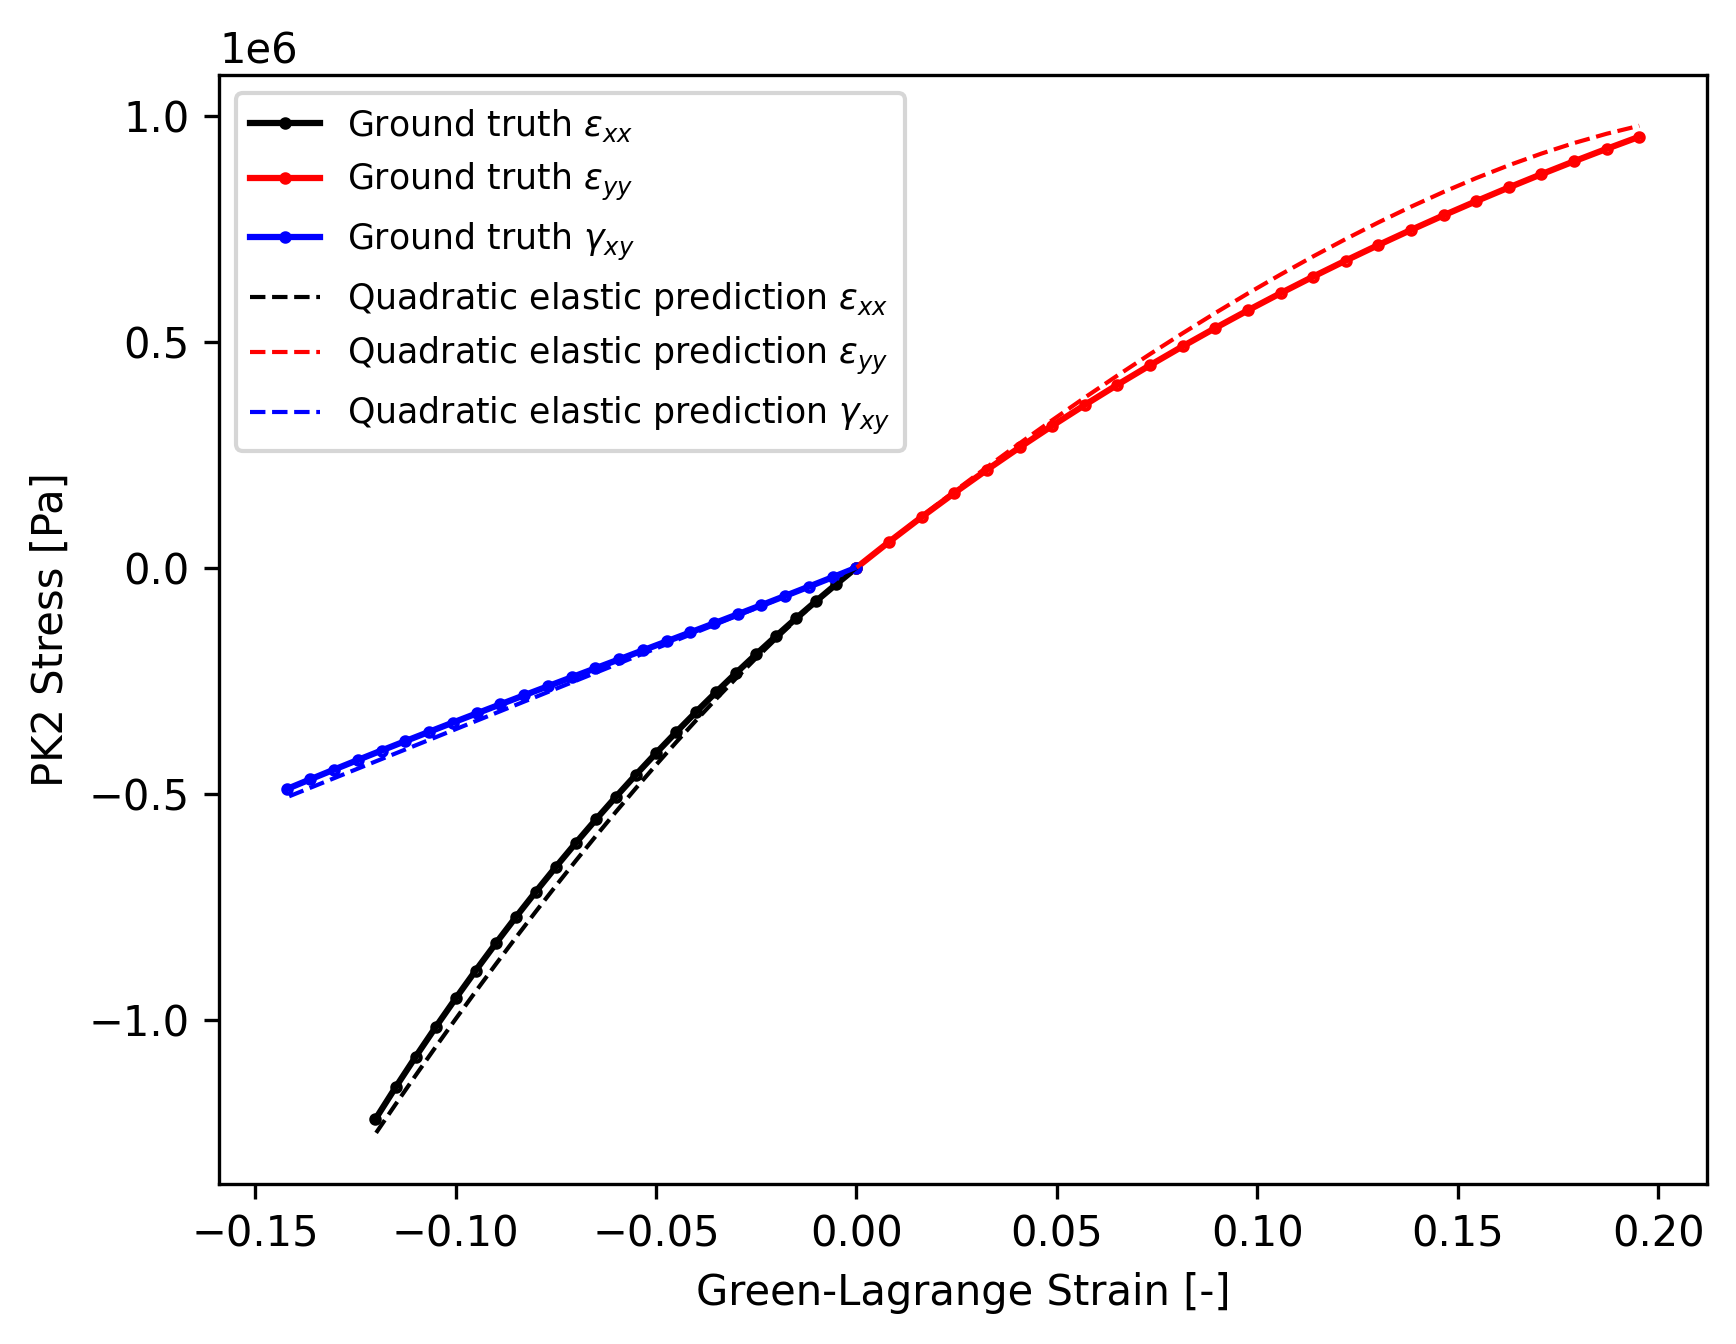 1e6
1.0
0.5
0.0
−0.5
−1.0
PK2 Stress [Pa]
Ground truth εxx
Ground truth εyy
Ground truth γxy
Quadratic elastic prediction εxx
Quadratic elastic prediction εyy
Quadratic elastic prediction γxy
−0.15 −0.10 −0.05 0.00 0.05 0.10 0.15 0.20
Green-Lagrange Strain [-]